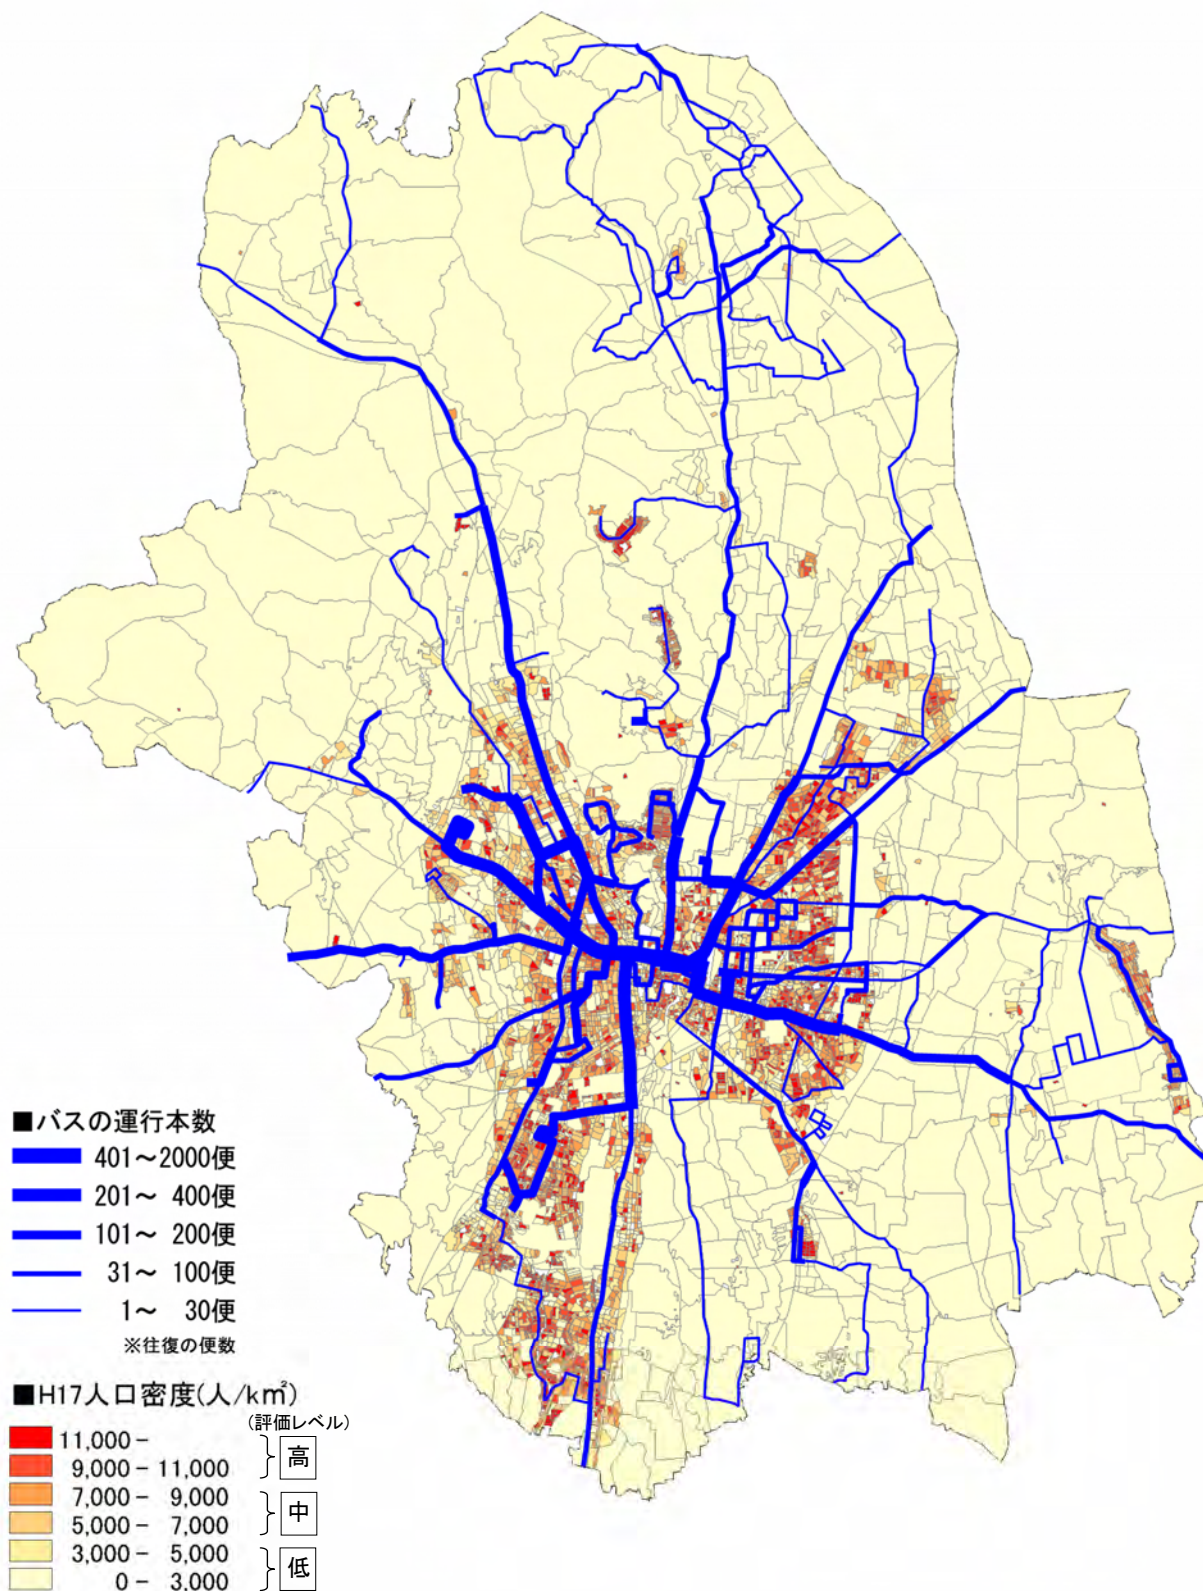 ■バスの運行本数
401～2000便
201～ 400便
101～ 200便
31～ 100便
1～ 30便
※往復の便数
■H17人口密度(人/k㎡)
(評価レベル)
11,000 -
高
9,000 - 11,000
7,000 - 9,000
中
5,000 - 7,000
3,000 - 5,000
低
0 - 3,000